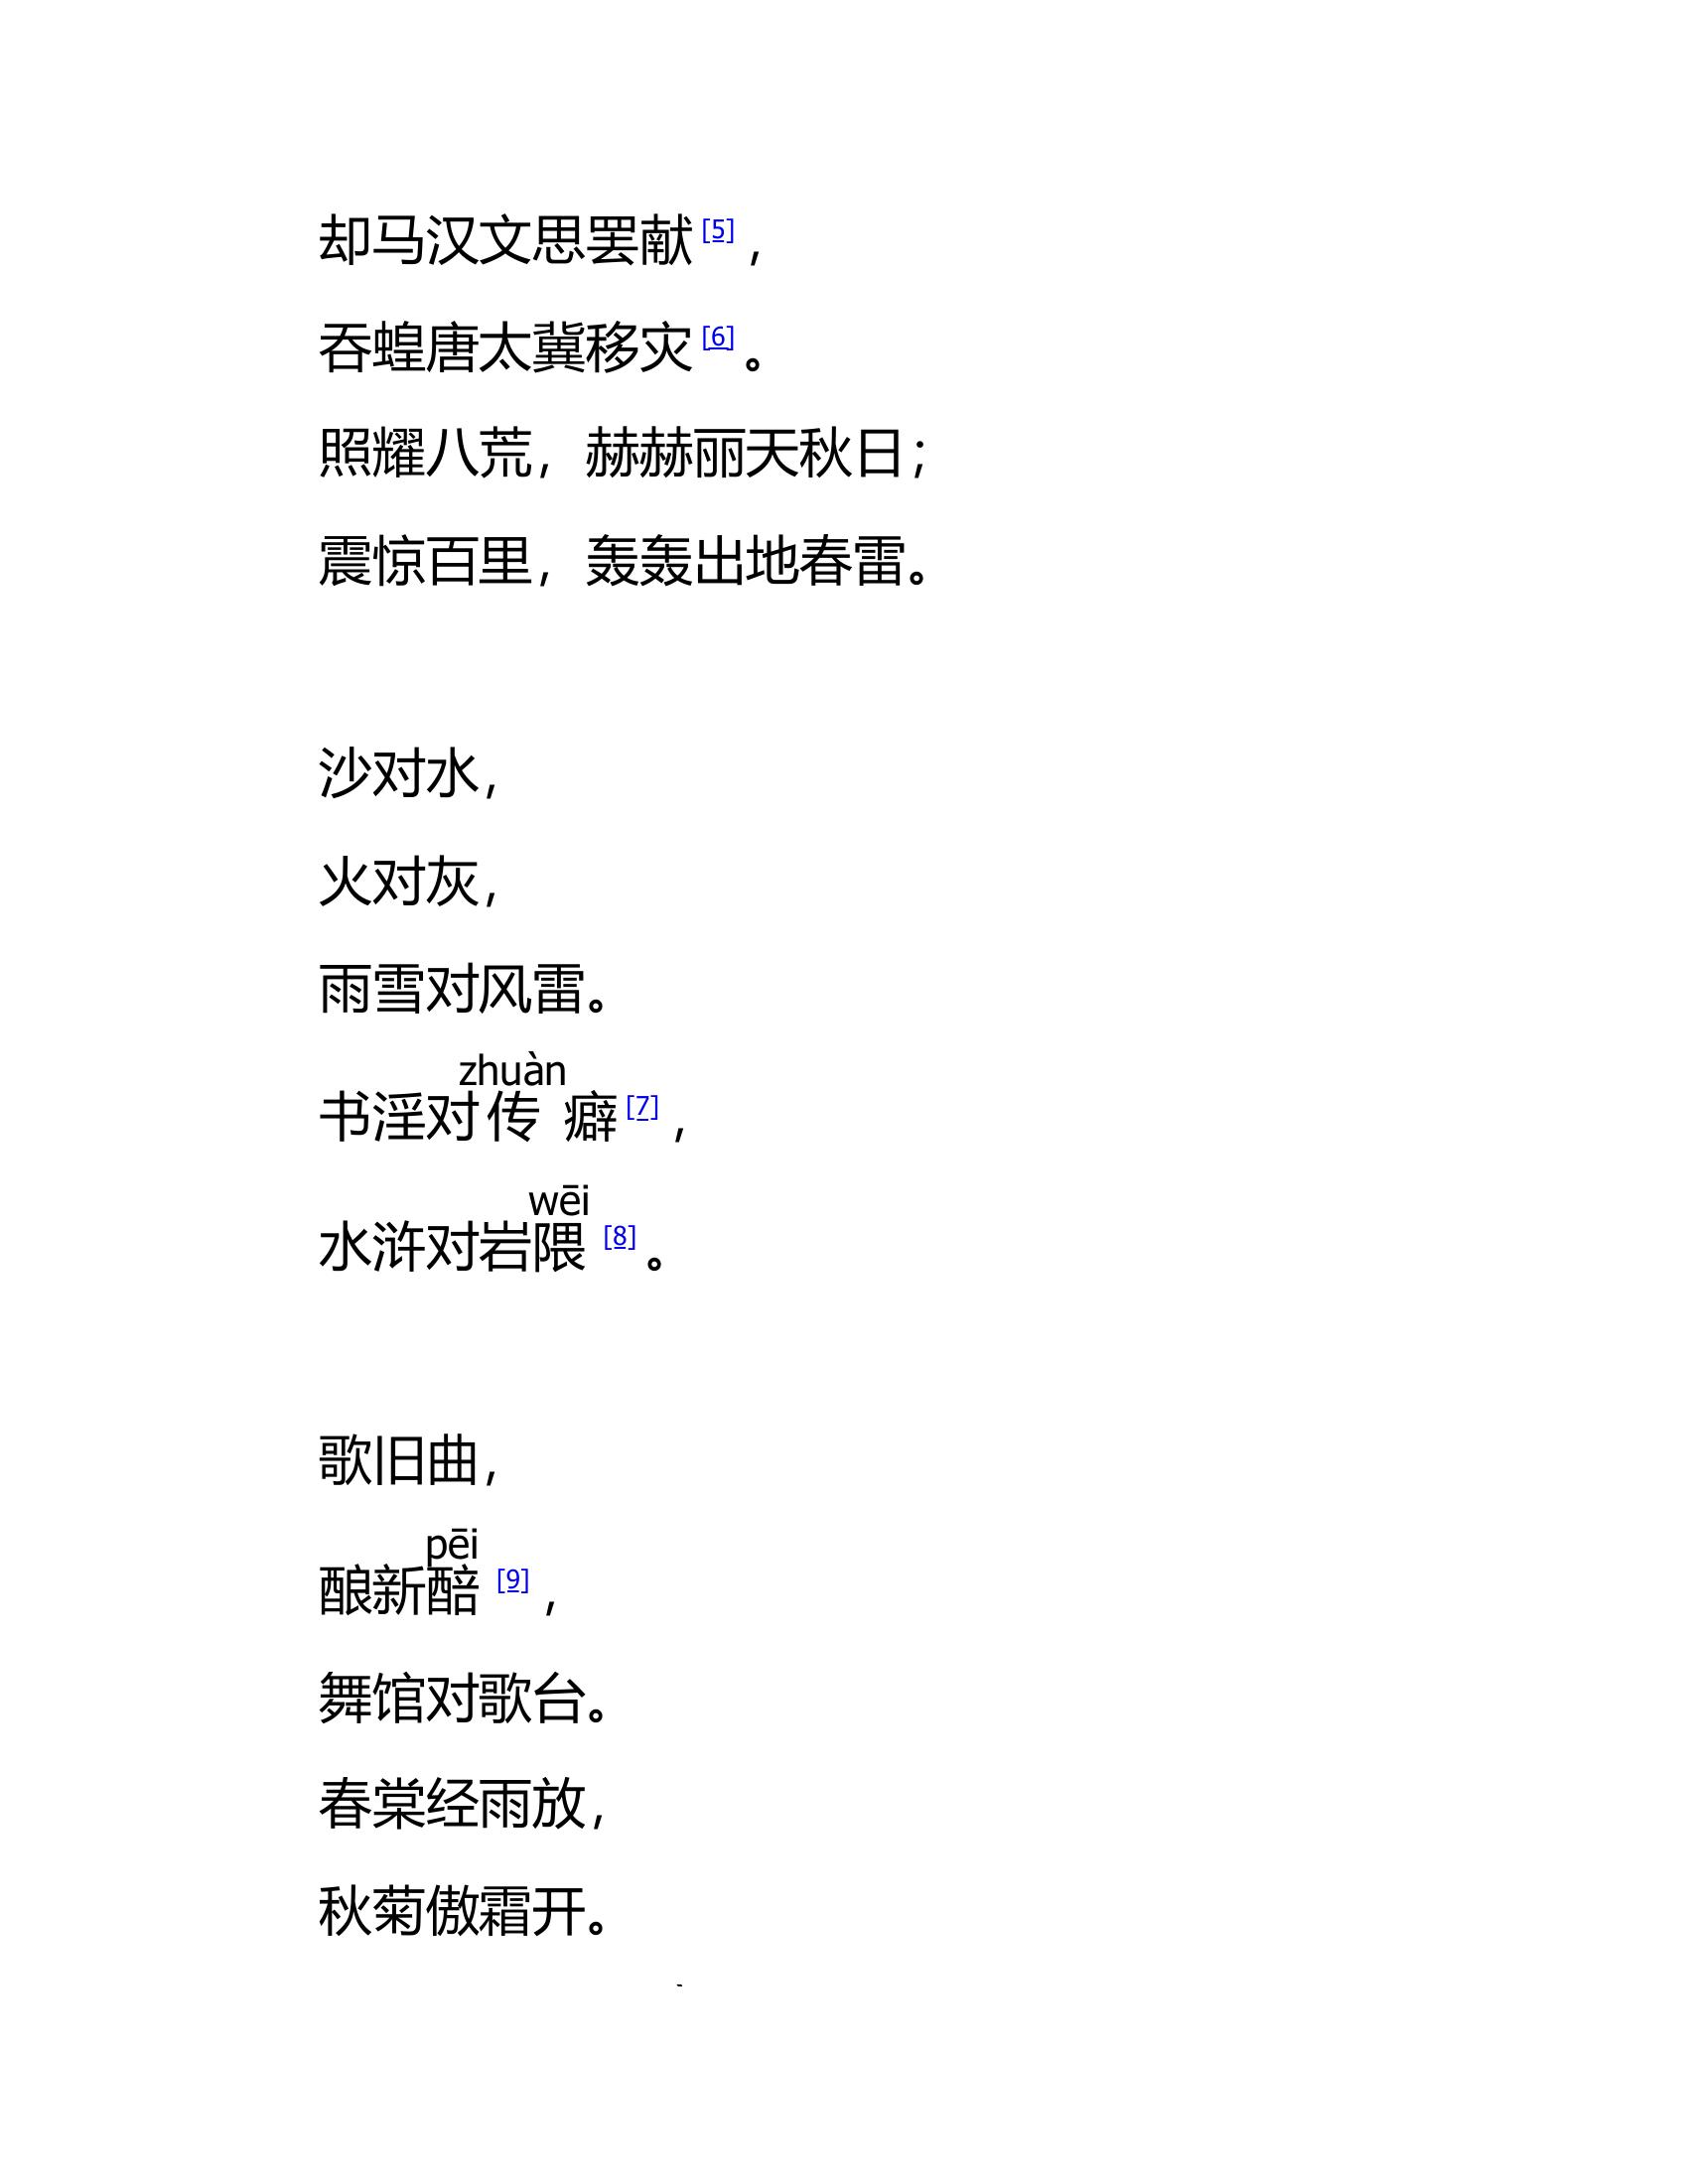 却马汉文思罢献[5]，
吞蝗唐太冀移灾[6]。
照耀八荒，赫赫丽天秋日；
震惊百里，轰轰出地春雷。
沙对水，
火对灰，
雨雪对风雷。
zhuàn
书淫对传癖[7]，
wēi
水浒对岩隈[8]。
歌旧曲，
pēi
酿新醅[9]，
舞馆对歌台。
春棠经雨放，
秋菊傲霜开。